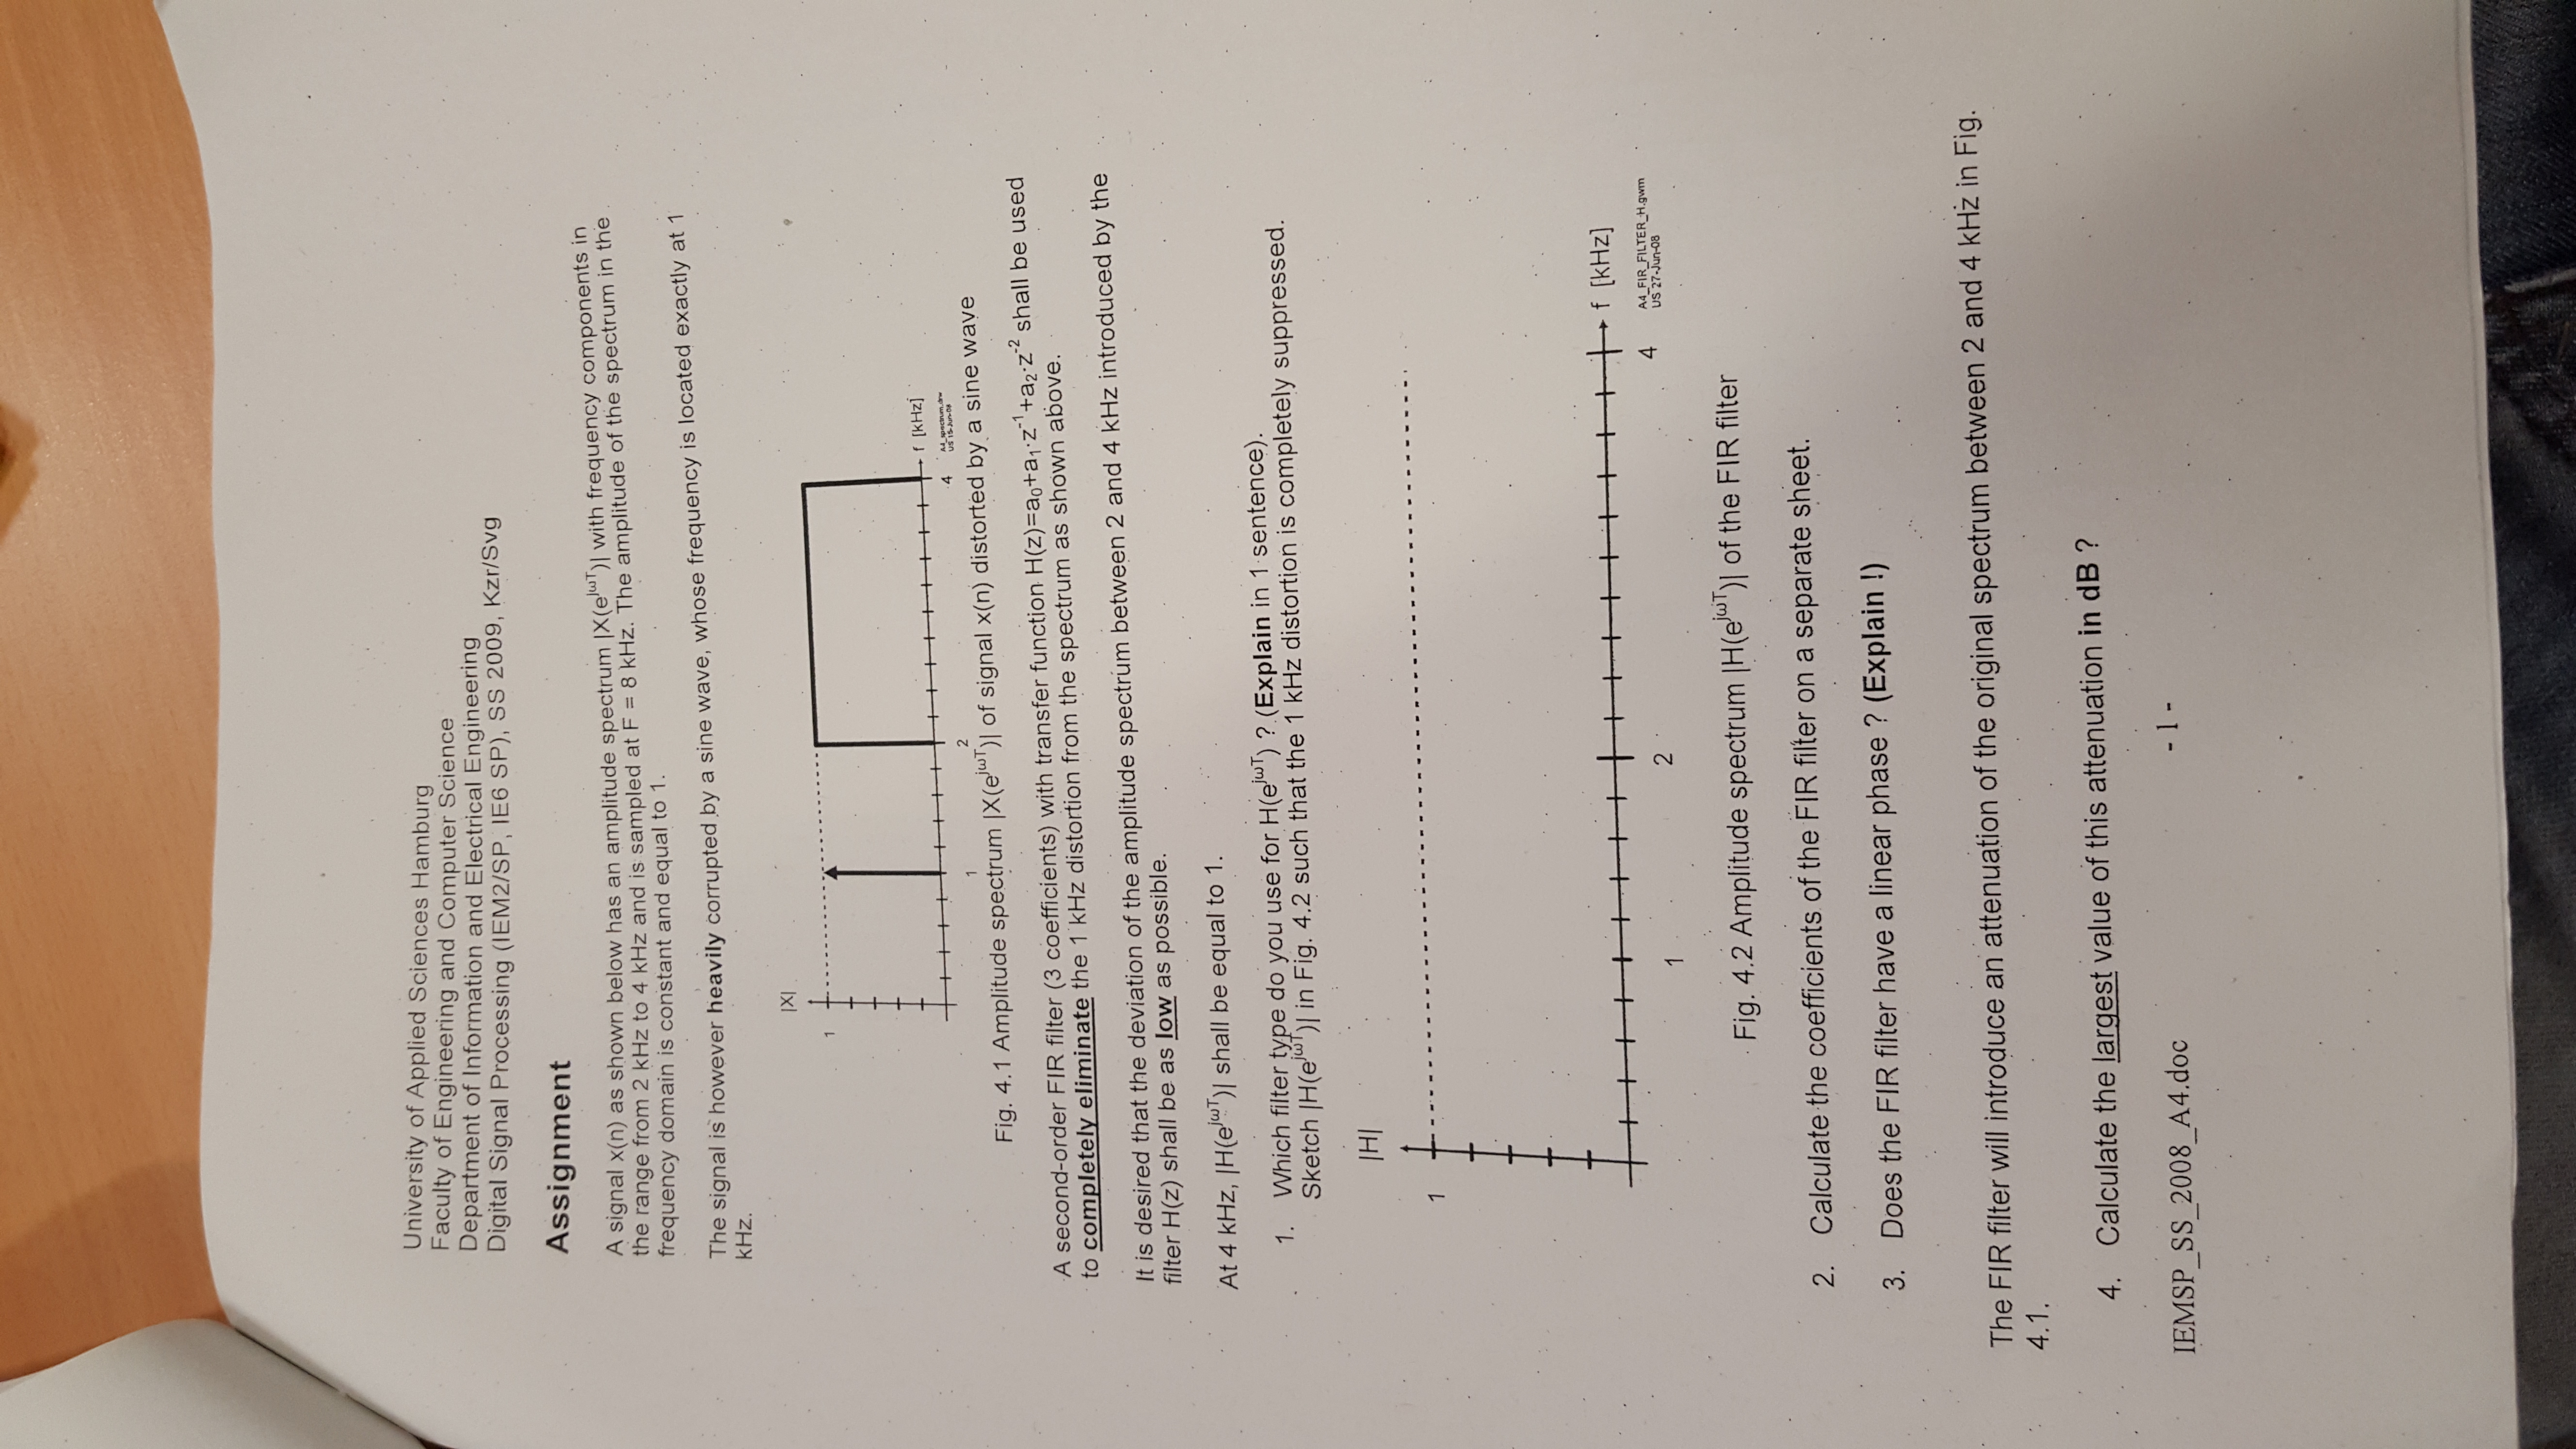 University of Applied Sciences Hamburg
Faculty of Engineering and Computer Science
Department of Information and Electrical Engineering
Digital Signal Processing (IEM2/SP, IE6 SP), SS 2009, Kzr/Svg
Assignment
A signal x(n) as shown below has an amplitude spectrum |X(e^jωT)| with frequency components in
the range from 2 kHz to 4 kHz and is sampled at F = 8 kHz. The amplitude of the spectrum in the
frequency domain is constant and equal to 1.
The signal is however heavily corrupted by a sine wave, whose frequency is located exactly at 1
kHz.
|X|
1
f [kHz]
1
2
4
A4_spectrum.drw
US 15-Jun-08
Fig. 4.1 Amplitude spectrum |X(e^jωT)| of signal x(n) distorted by a sine wave
A second-order FIR filter (3 coefficients) with transfer function H(z)=a₀+a₁·z⁻¹+a₂·z⁻² shall be used
to completely eliminate the 1 kHz distortion from the spectrum as shown above.
It is desired that the deviation of the amplitude spectrum between 2 and 4 kHz introduced by the
filter H(z) shall be as low as possible.
At 4 kHz, |H(e^jωT)| shall be equal to 1.
1. Which filter type do you use for H(e^jωT) ? (Explain in 1 sentence).
Sketch |H(e^jωT)| in Fig. 4.2 such that the 1 kHz distortion is completely suppressed.
|H|
1
f [kHz]
1
2
4
A4_FIR_FILTER_H.gwm
US 27-Jun-08
Fig. 4.2 Amplitude spectrum |H(e^jωT)| of the FIR filter
2. Calculate the coefficients of the FIR filter on a separate sheet.
3. Does the FIR filter have a linear phase ? (Explain !)
The FIR filter will introduce an attenuation of the original spectrum between 2 and 4 kHz in Fig.
4.1.
4. Calculate the largest value of this attenuation in dB ?
IEMSP_SS_2008_A4.doc
- 1 -